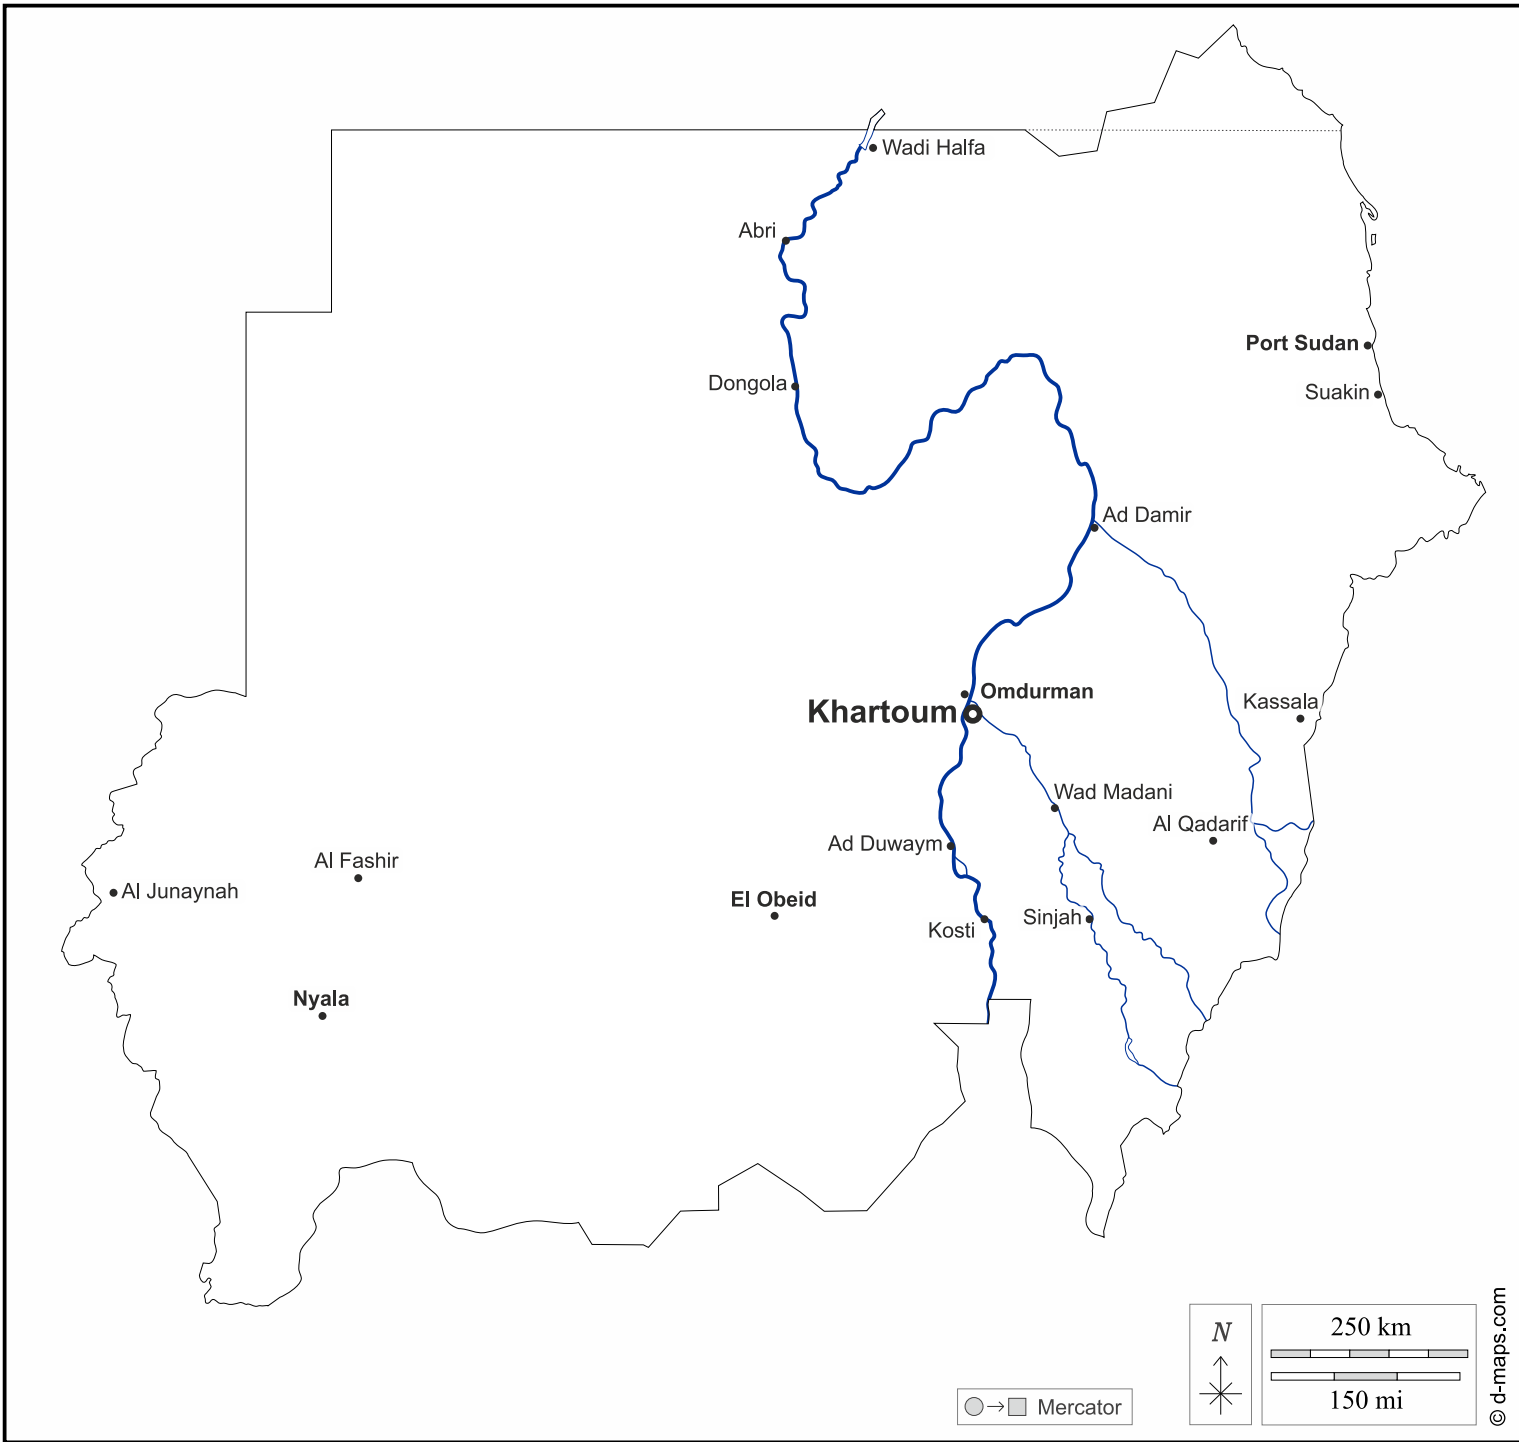 Wadi Halfa
Abri
Port Sudan
Dongola
Suakin
Ad Damir
Omdurman
Khartoum
Kassala
Wad Madani
Al Qadarif
Ad Duwaym
Al Fashir
Al Junaynah
El Obeid
Kosti
Sinjah
Nyala
N
250 km
150 mi
Mercator
© d-maps.com